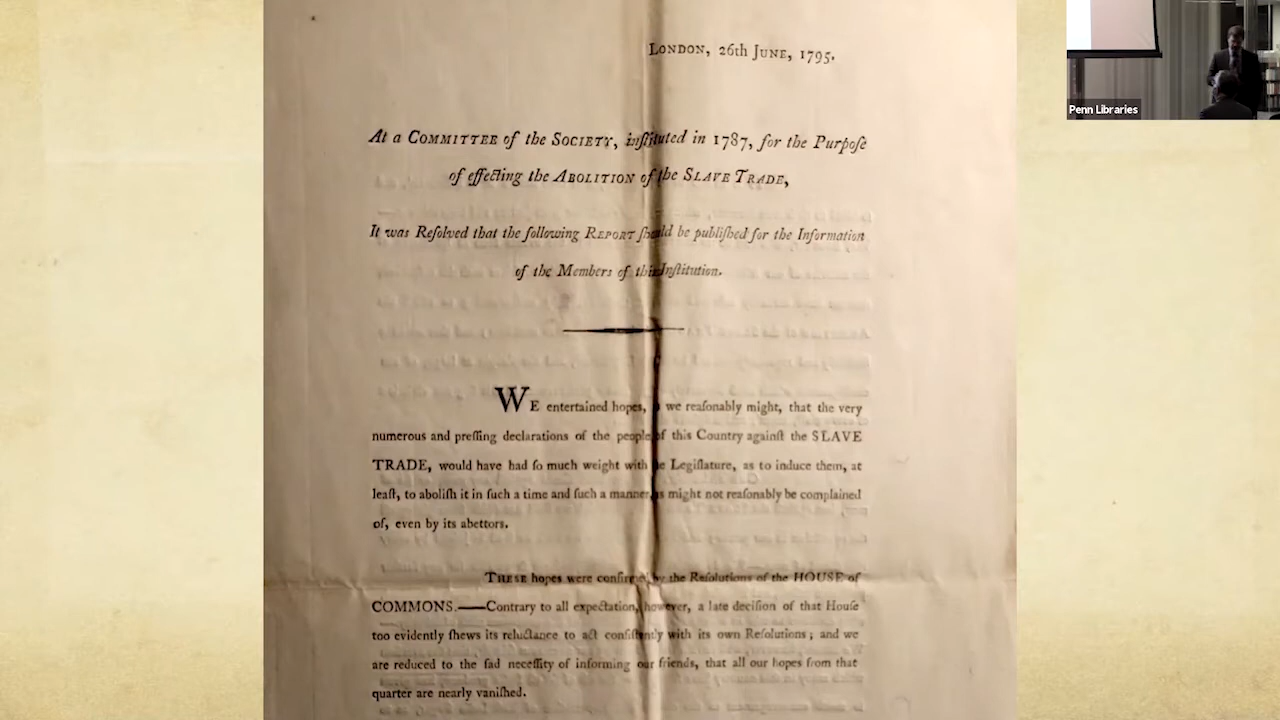 LONDON, 26th JUNE, 1795.
At a COMMITTEE of the SOCIETY, inſtituted in 1787, for the Purpoſe
of effecting the ABOLITION of the SLAVE TRADE,
It was Reſolved that the following REPORT ſhould be publiſhed for the Information
of the Members of this Inſtitution.
WE entertained hopes, we reaſonably might, that the very
numerous and preſſing declarations of the people of this Country againſt the SLAVE
TRADE, would have had ſo much weight with Legiſlature, as to induce them, at
leaſt, to aboliſh it in ſuch a time and ſuch a manner, as might not reaſonably be complained
of, even by its abettors.
THESE hopes were confirmed by the Reſolutions of the HOUSE of
COMMONS.—Contrary to all expectation, however, a late deciſion of that Houſe
too evidently ſhews its reluctance to act conſiſtently with its own Reſolutions; and we
are reduced to the ſad neceſſity of informing our friends, that all our hopes from that
quarter are nearly vaniſhed.
Penn Libraries